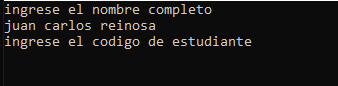 ingrese el nombre completo
juan carlos reinosa
ingrese el codigo de estudiante